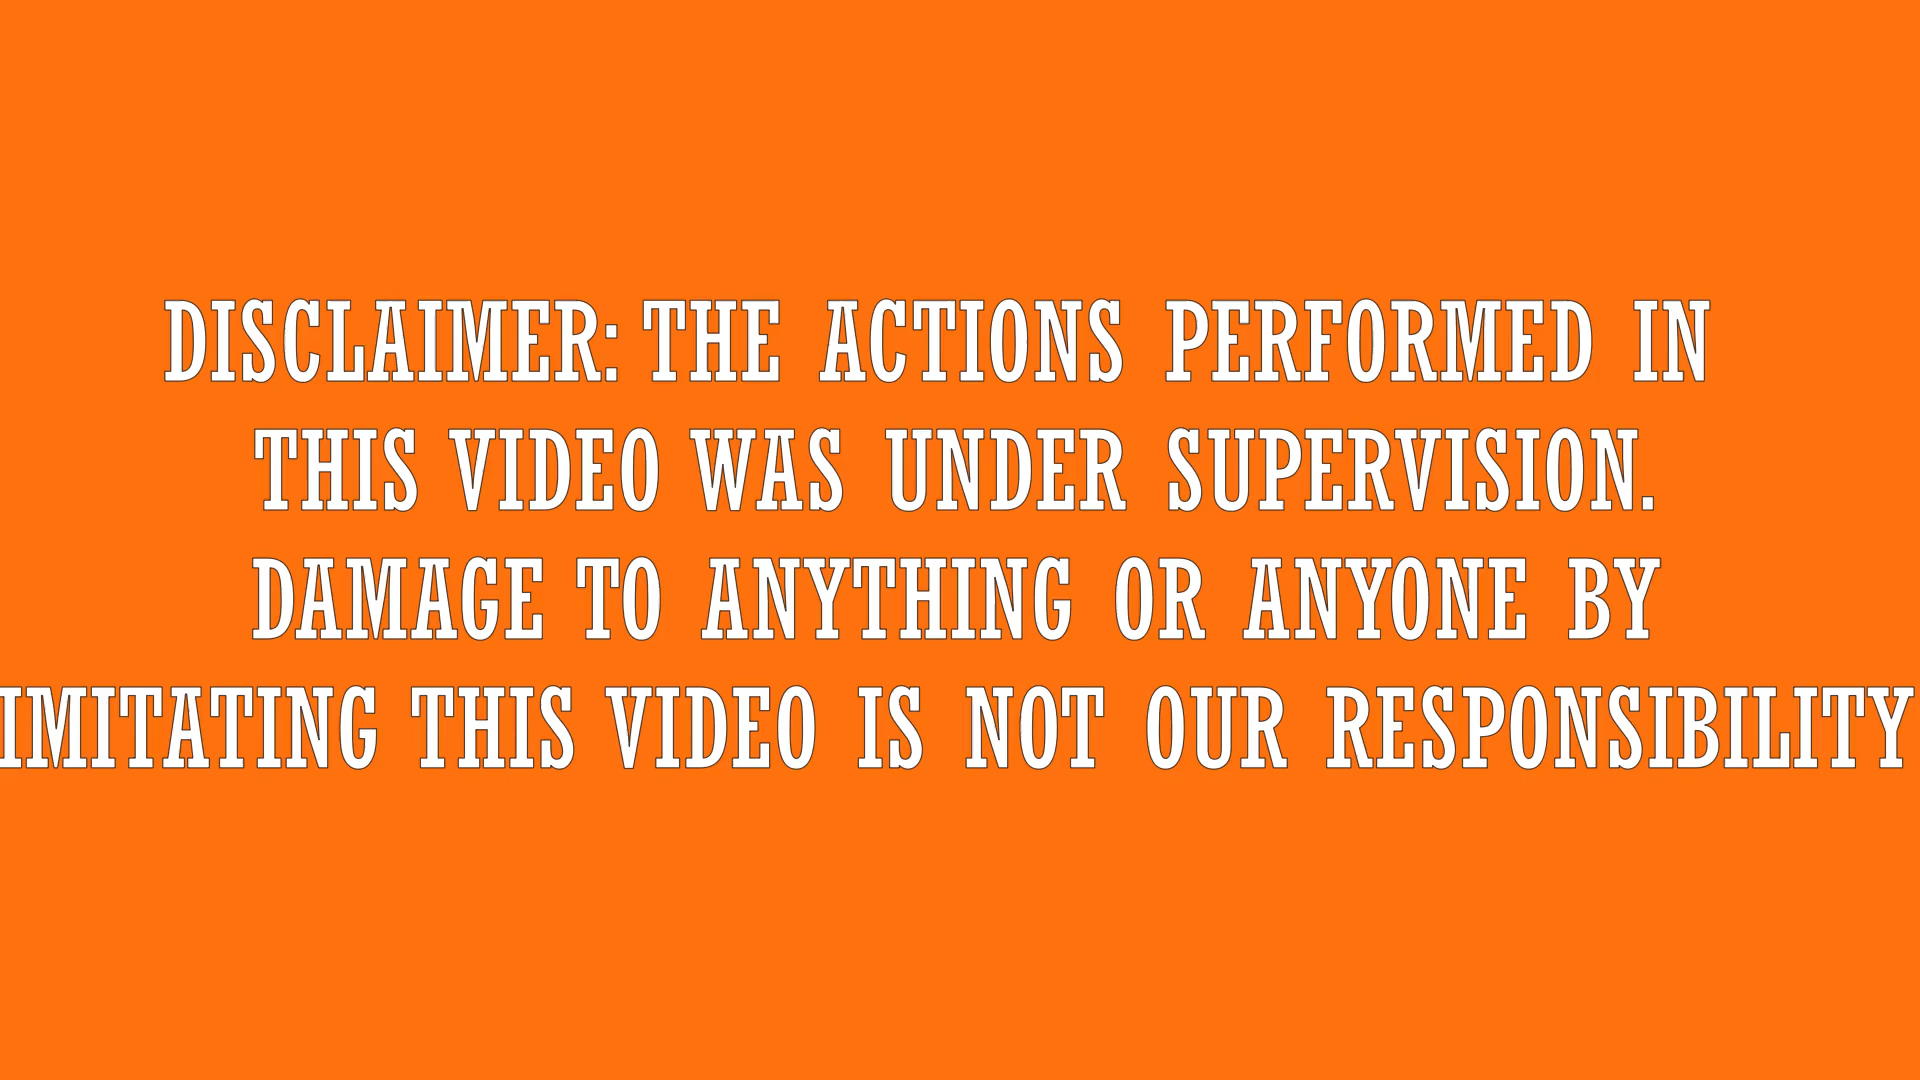 DISCLAIMER: THE ACTIONS PERFORMED IN
THIS VIDEO WAS UNDER SUPERVISION.
DAMAGE TO ANYTHING OR ANYONE BY
IMITATING THIS VIDEO IS NOT OUR RESPONSIBILITY